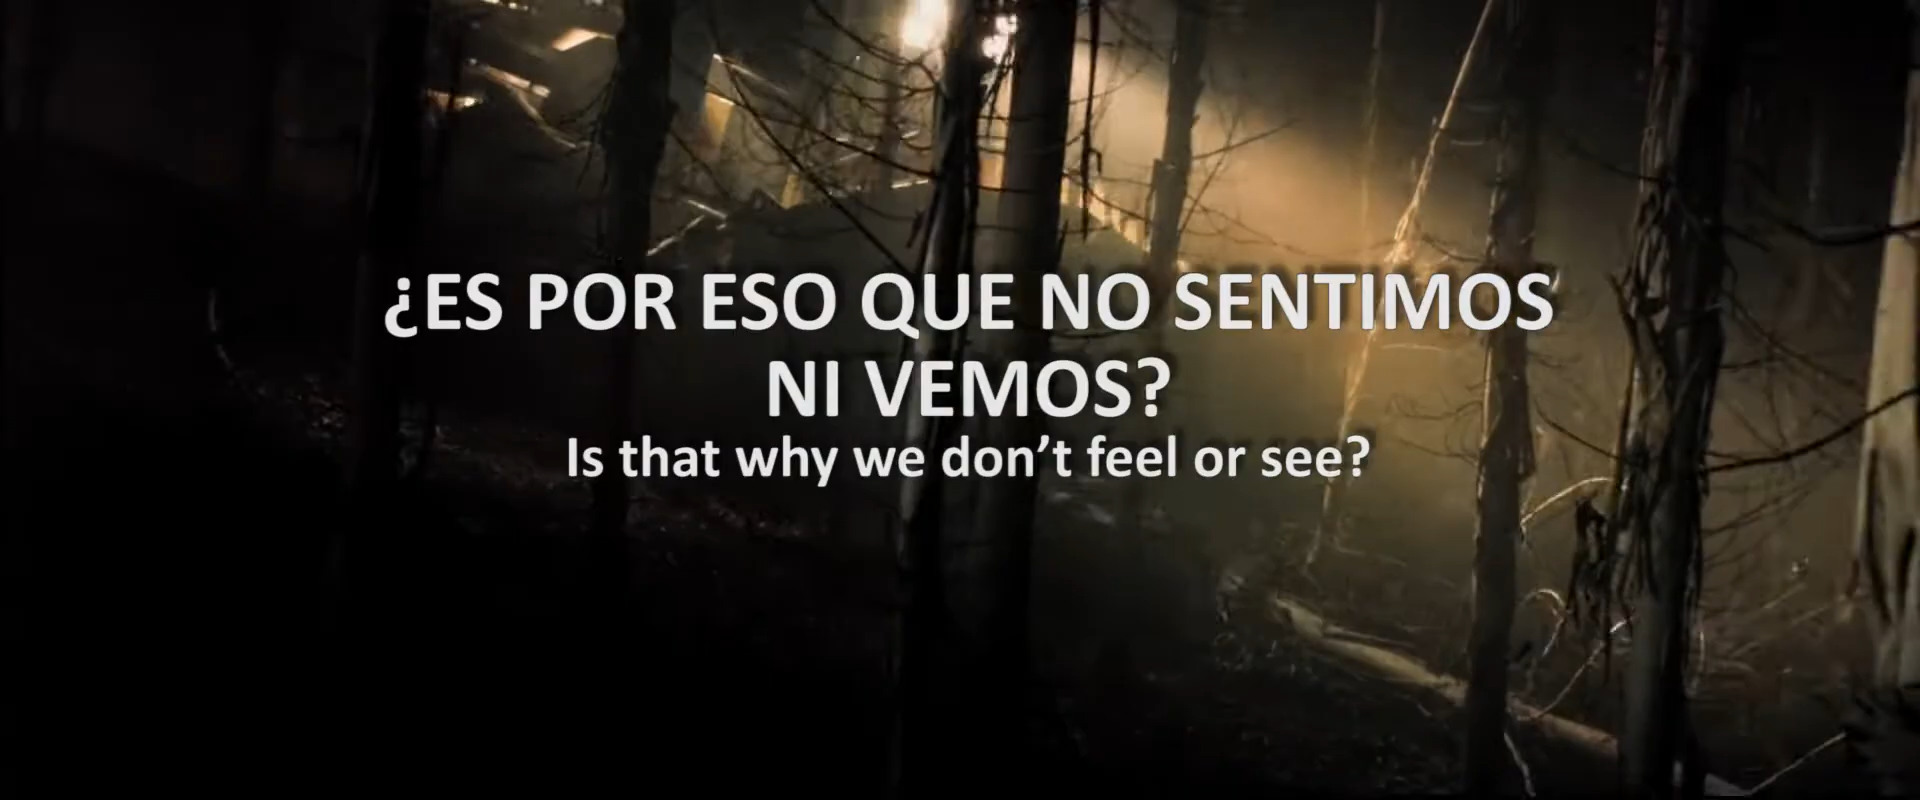 ¿ES POR ESO QUE NO SENTIMOS
NI VEMOS?
Is that why we don’t feel or see?